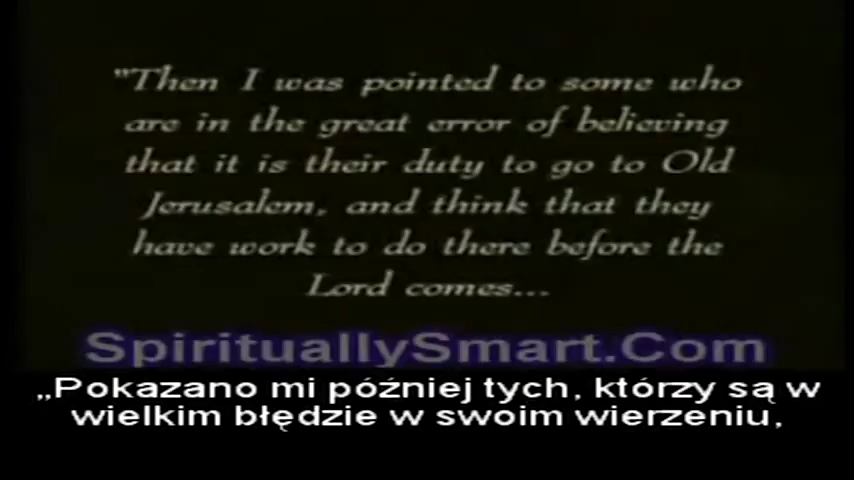 "Then I was pointed to some who
are in the great error of believing
that it is their duty to go to Old
Jerusalem, and think that they
have work to do there before the
Lord comes...
SpirituallySmart.Com
„Pokazano mi później tych, którzy są w
wielkim błędzie w swoim wierzeniu,